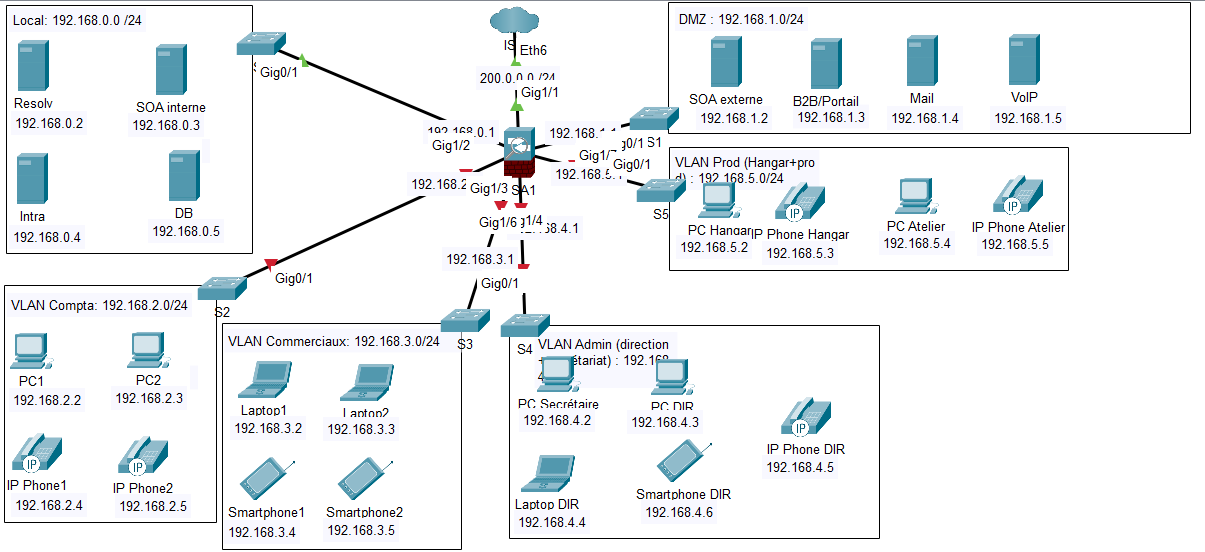 Local: 192.168.0.0 /24
Resolv
192.168.0.2
SOA interne
192.168.0.3
Intra
192.168.0.4
DB
192.168.0.5
Gig0/1
IS
Eth6
200.0.0.0 /24
Gig1/1
192.168.0.1
Gig1/2
192.168.1.1
Gig1/7
g0/1
S1
Gig0/1
192.168.5.1
S5
192.168.2
Gig1/3
SA1
Gig1/6
g1/4
192.168.4.1
192.168.3.1
Gig0/1
Gig0/1
S2
S3
S4
DMZ : 192.168.1.0/24
SOA externe
192.168.1.2
B2B/Portail
192.168.1.3
Mail
192.168.1.4
VoIP
192.168.1.5
VLAN Prod (Hangar+pro
d) : 192.168.5.0/24
PC Hangar
192.168.5.2
IP Phone Hangar
192.168.5.3
PC Atelier
192.168.5.4
IP Phone Atelier
192.168.5.5
IP
IP
VLAN Compta: 192.168.2.0/24
PC1
192.168.2.2
PC2
192.168.2.3
IP
IP Phone1
192.168.2.4
IP
IP Phone2
192.168.2.5
VLAN Commerciaux: 192.168.3.0/24
Laptop1
192.168.3.2
Laptop2
192.168.3.3
Smartphone1
192.168.3.4
Smartphone2
192.168.3.5
VLAN Admin (direction
étariat) : 192.168
PC Secrétaire
192.168.4.2
PC DIR
192.168.4.3
IP
IP Phone DIR
192.168.4.5
Laptop DIR
192.168.4.4
Smartphone DIR
192.168.4.6